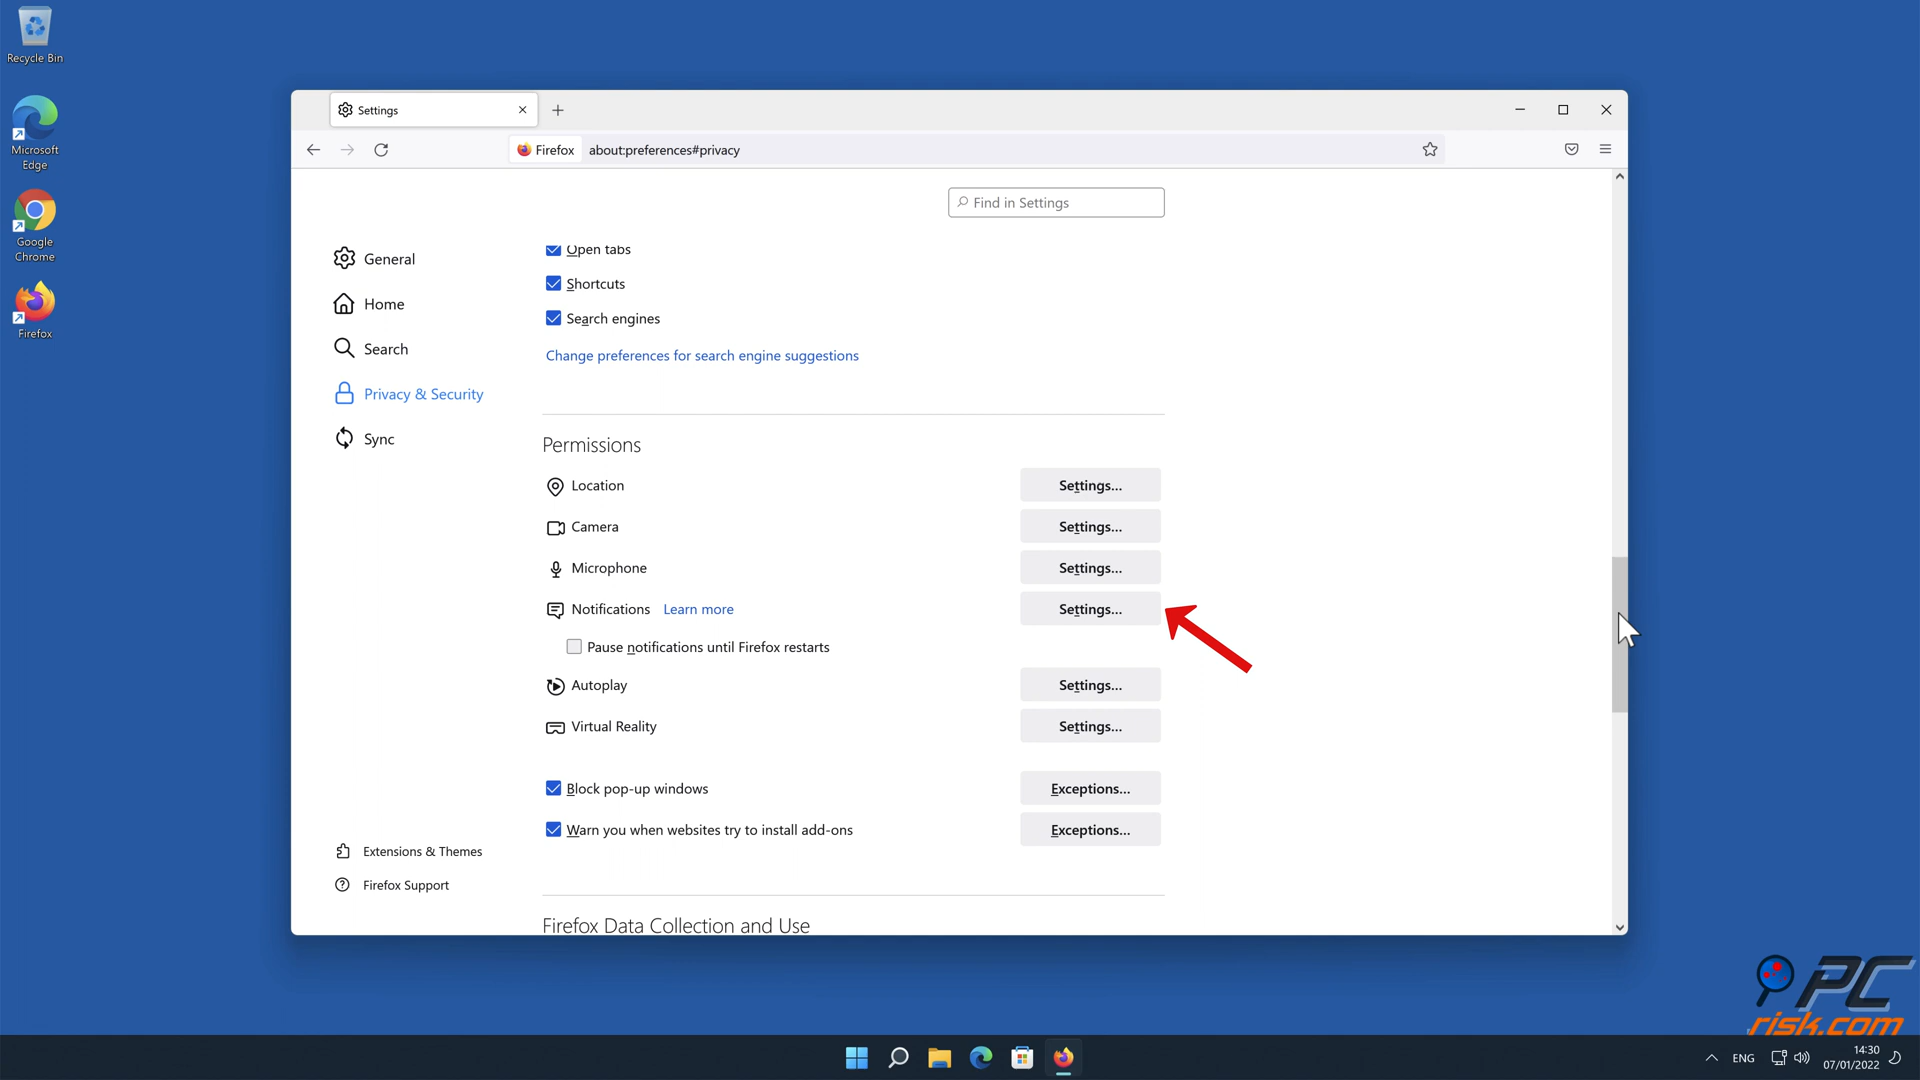 Recycle Bin
Microsoft
Edge
Google
Chrome
Firefox
Settings
Firefox
about:preferences#privacy
Find in Settings
General
Home
Search
Privacy & Security
Sync
Extensions & Themes
Firefox Support
Open tabs
Shortcuts
Search engines
Change preferences for search engine suggestions
Permissions
Location Settings...
Camera Settings...
Microphone Settings...
Notifications Learn more Settings...
Pause notifications until Firefox restarts
Autoplay Settings...
Virtual Reality Settings...
Block pop-up windows Exceptions...
Warn you when websites try to install add-ons Exceptions...
Firefox Data Collection and Use
PC
risk.com
ENG
14:30
07/01/2022